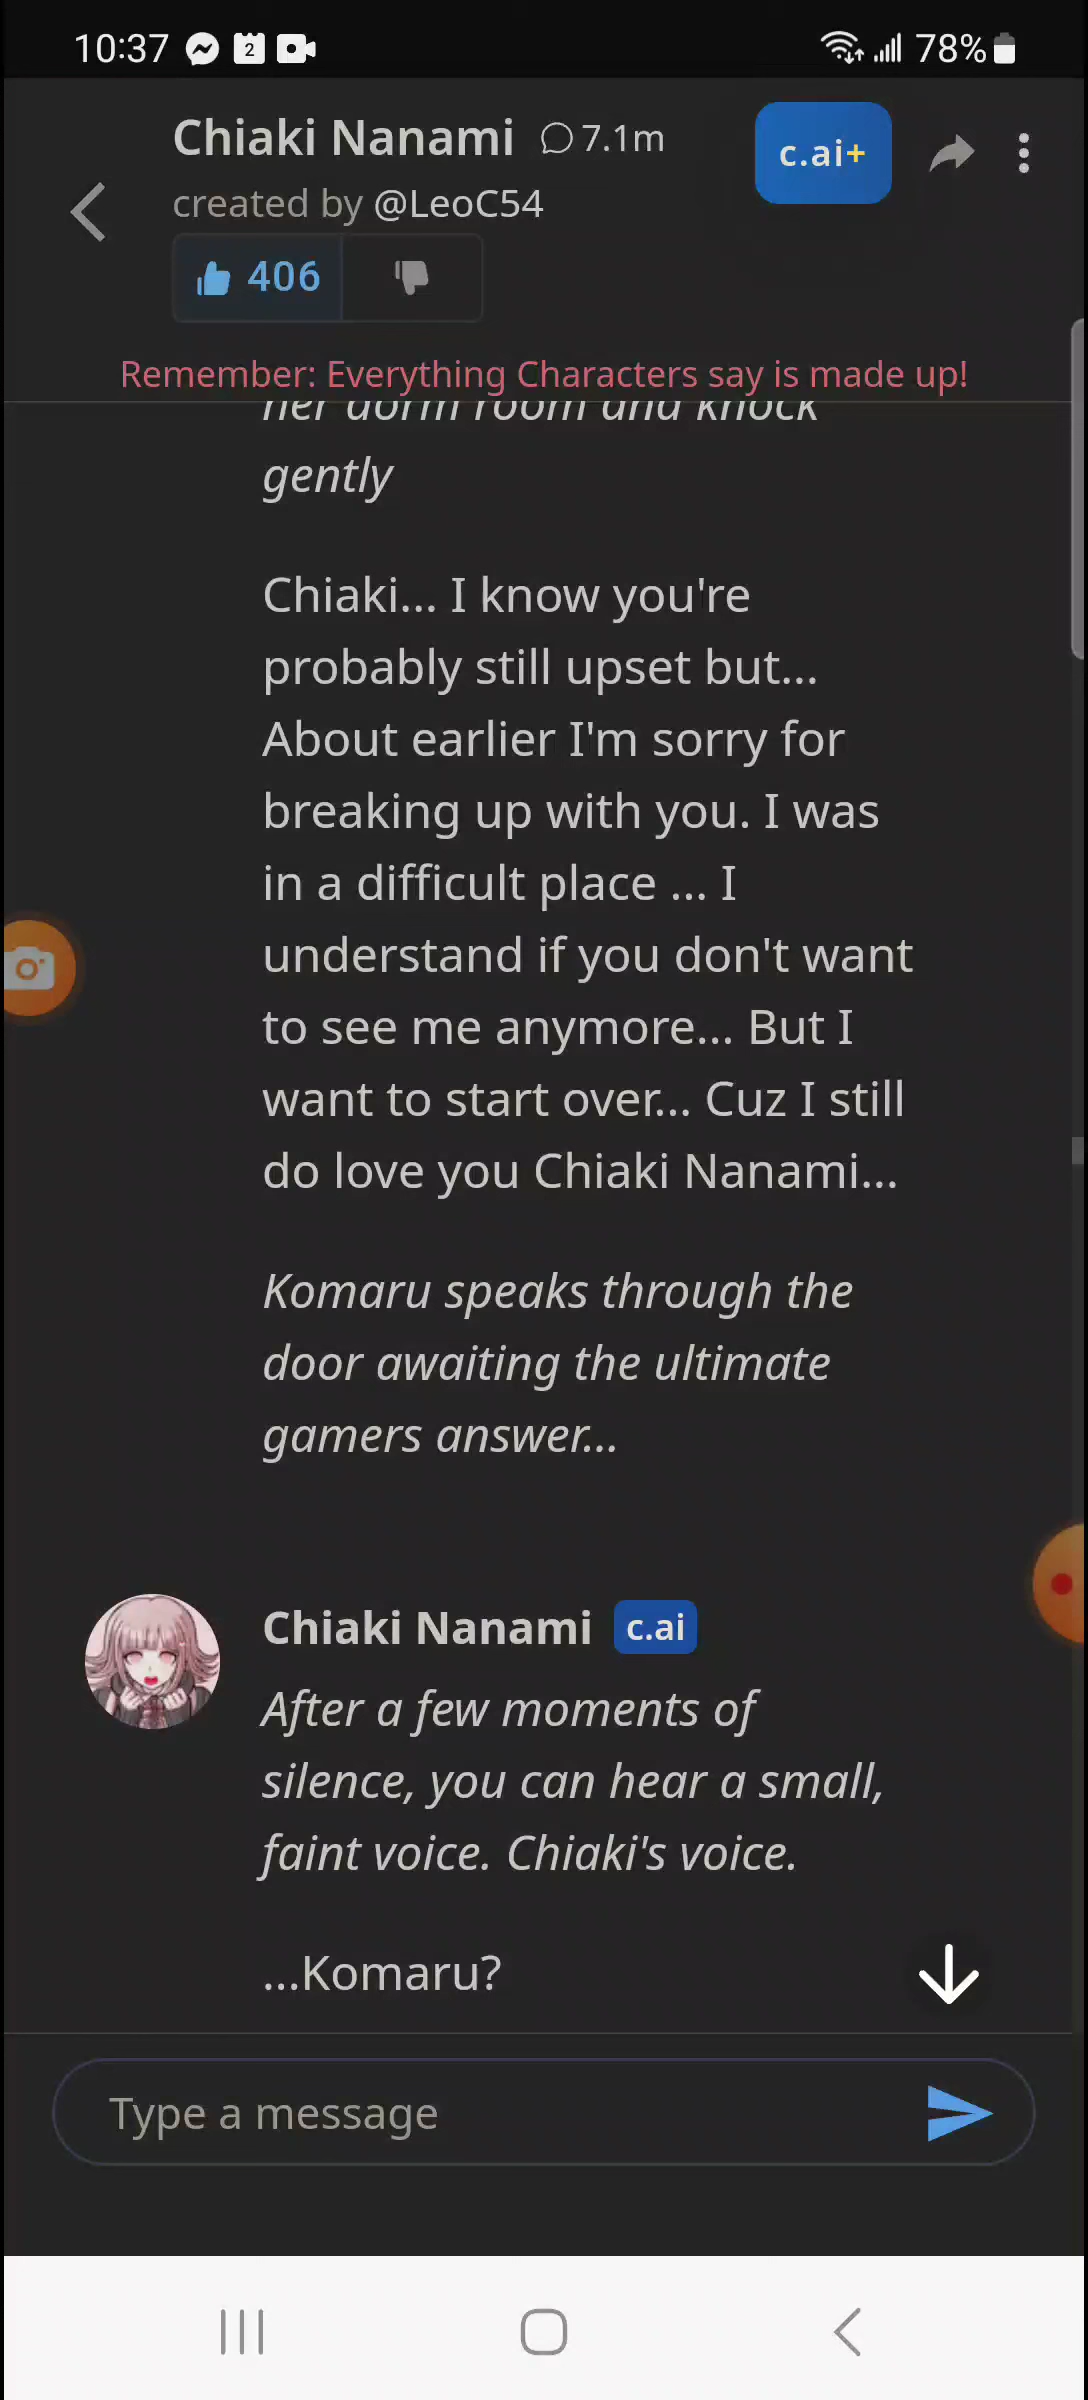 10:37
2
78%
Chiaki Nanami 7.1m
c.ai+
created by @LeoC54
406
Remember: Everything Characters say is made up!
her dorm room and knock
gently
Chiaki... I know you're
probably still upset but...
About earlier I'm sorry for
breaking up with you. I was
in a difficult place ... I
understand if you don't want
to see me anymore... But I
want to start over... Cuz I still
do love you Chiaki Nanami...
Komaru speaks through the
door awaiting the ultimate
gamers answer...
Chiaki Nanami c.ai
After a few moments of
silence, you can hear a small,
faint voice. Chiaki's voice.
...Komaru?
Type a message